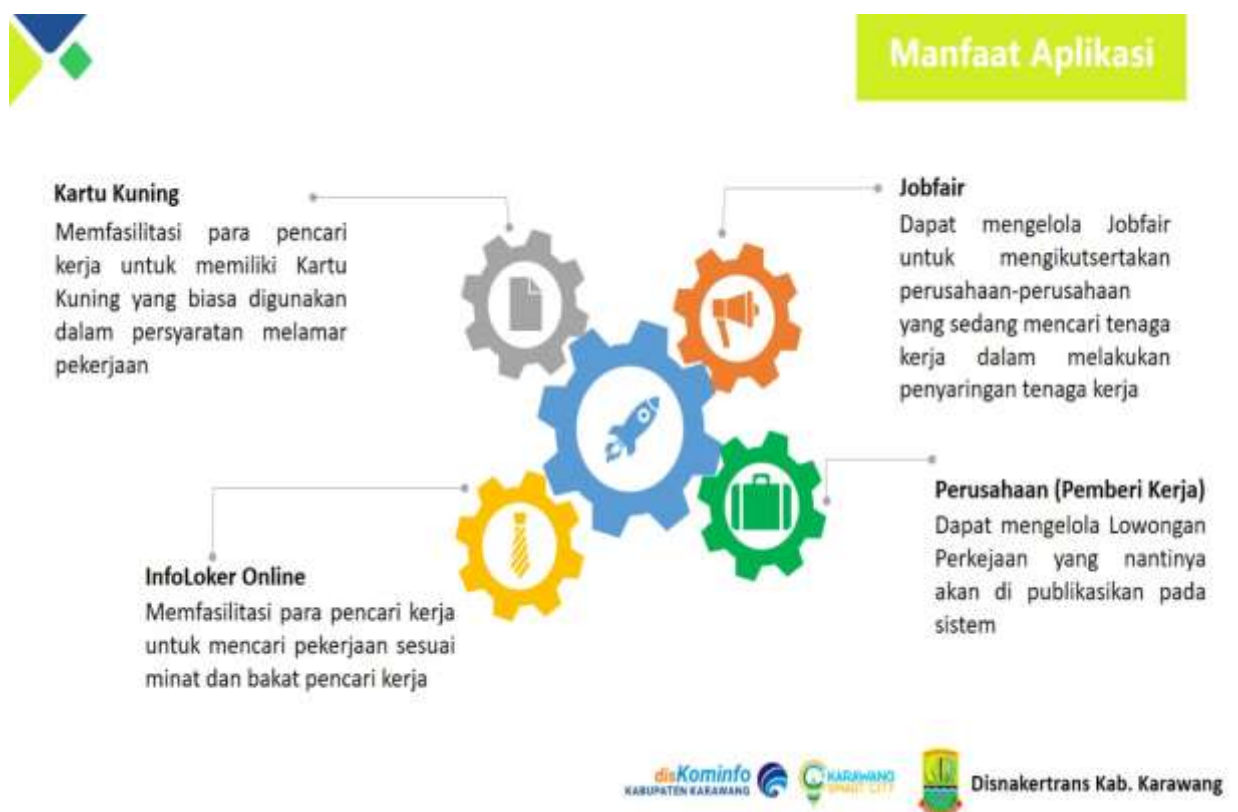 Manfaat Aplikasi
Kartu Kuning
Memfasilitasi para pencari
kerja untuk memiliki Kartu
Kuning yang biasa digunakan
dalam persyaratan melamar
pekerjaan
Jobfair
Dapat mengelola Jobfair
untuk mengikutsertakan
perusahaan-perusahaan
yang sedang mencari tenaga
kerja dalam melakukan
penyaringan tenaga kerja
InfoLoker Online
Memfasilitasi para pencari kerja
untuk mencari pekerjaan sesuai
minat dan bakat pencari kerja
Perusahaan (Pemberi Kerja)
Dapat mengelola Lowongan
Perkejaan yang nantinya
akan di publikasikan pada
sistem
disKominfo
KABUPATEN KARAWANG
KARAWANG
SMART CITY
Disnakertrans Kab. Karawang